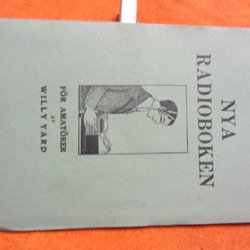 NYA
RADIOBOKEN
FÖR AMATÖRER
AV
WILLY YARD